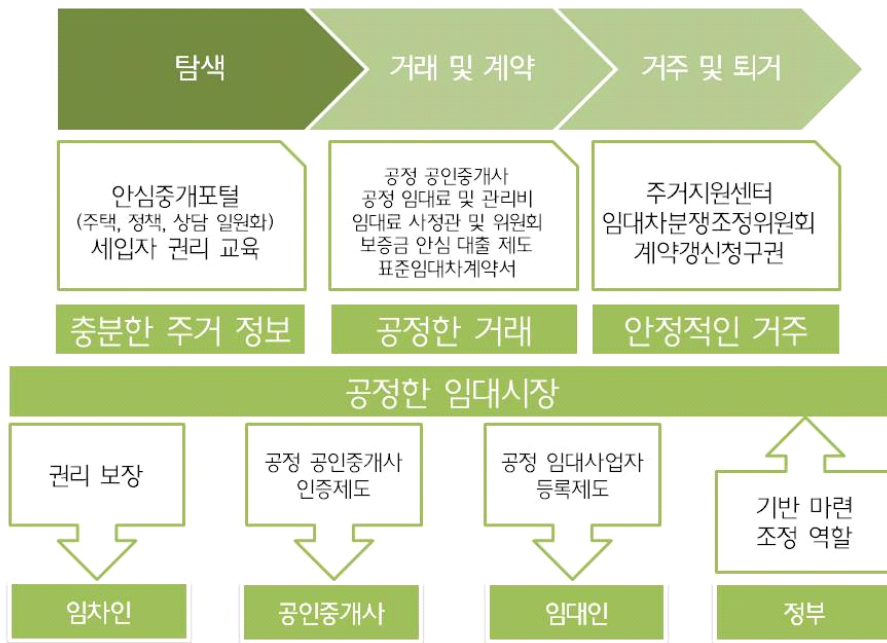 탐색
거래 및 계약
거주 및 퇴거
안심중개포털
(주택, 정책, 상담 일원화)
세입자 권리 교육
공정 공인중개사
공정 임대료 및 관리비
임대료 사정관 및 위원회
보증금 안심 대출 제도
표준임대차계약서
주거지원센터
임대차분쟁조정위원회
계약갱신청구권
충분한 주거 정보
공정한 거래
안정적인 거주
공정한 임대시장
권리 보장
공정 공인중개사
인증제도
공정 임대사업자
등록제도
기반 마련
조정 역할
임차인
공인중개사
임대인
정부